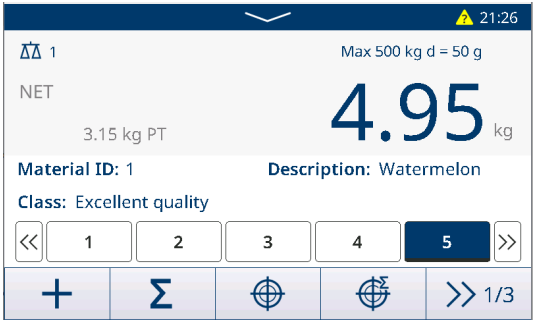 ? 21:26
1 Max 500 kg d = 50 g
NET
4.95 kg
3.15 kg PT
Material ID: 1 Description: Watermelon
Class: Excellent quality
<< 1 2 3 4 5 >>
+ Σ Σ >> 1/3